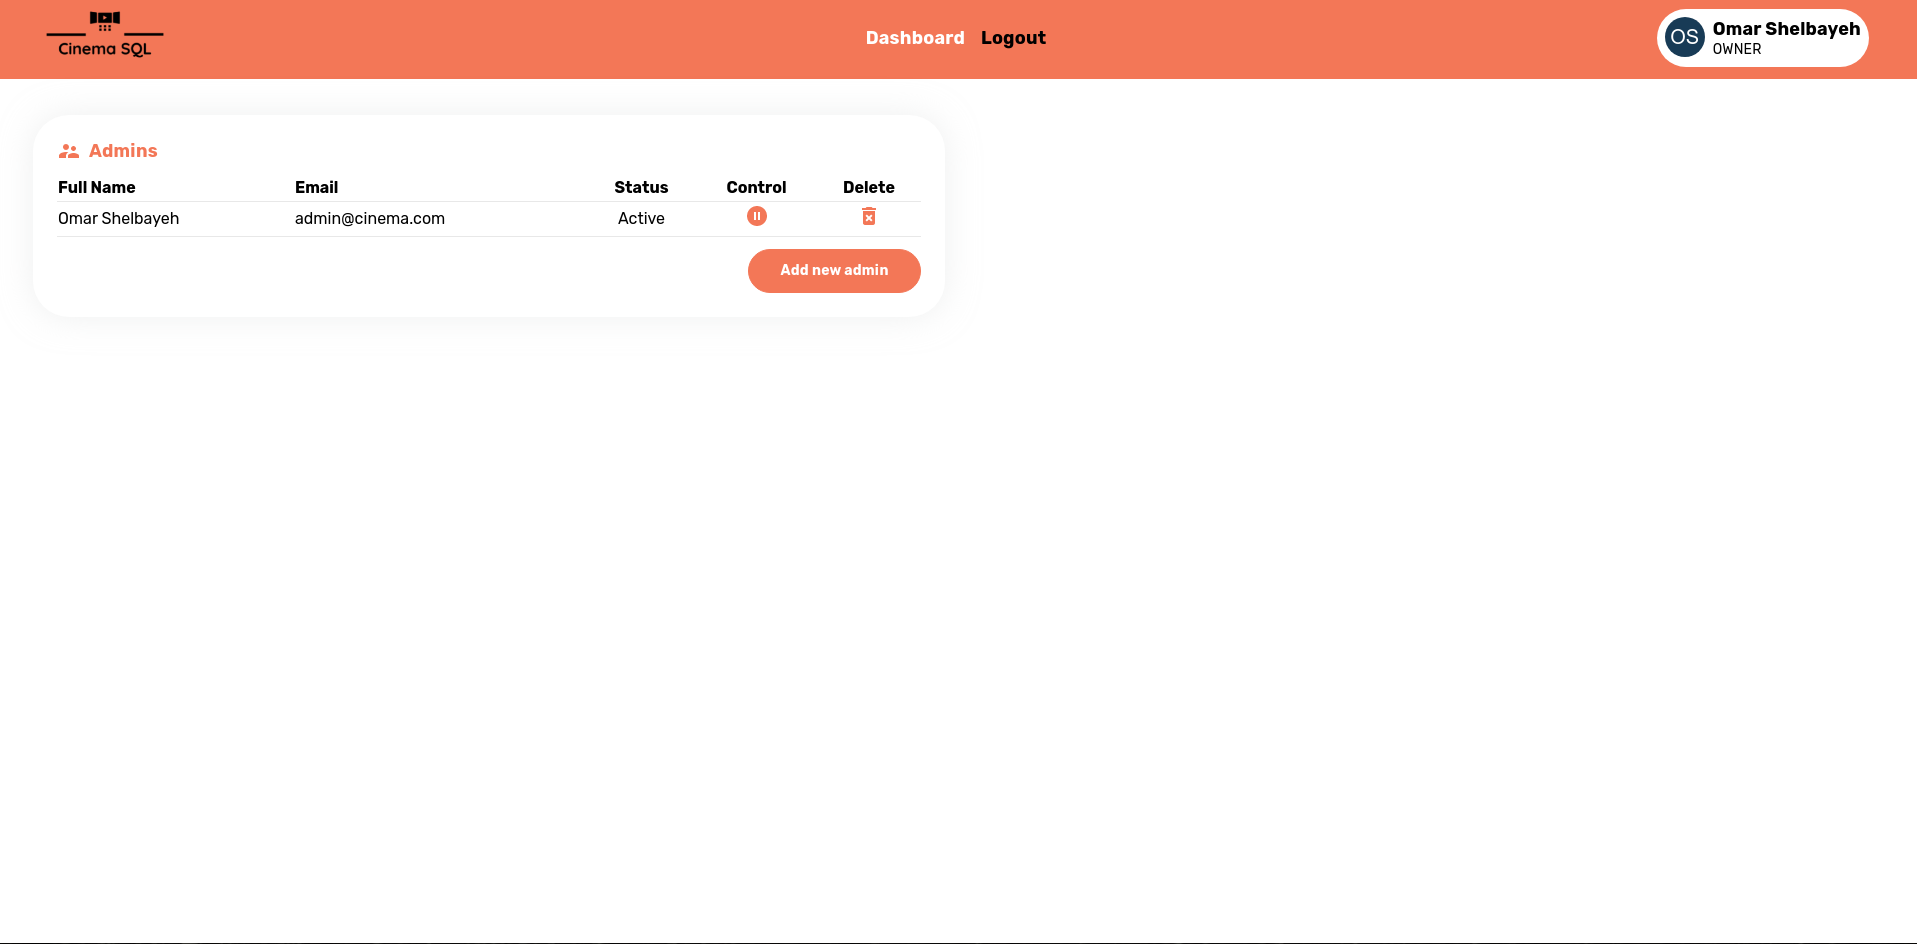 Cinema SQL
Dashboard Logout
OS Omar Shelbayeh
OWNER
Admins
Full Name Email Status Control Delete
Omar Shelbayeh admin@cinema.com Active
Add new admin